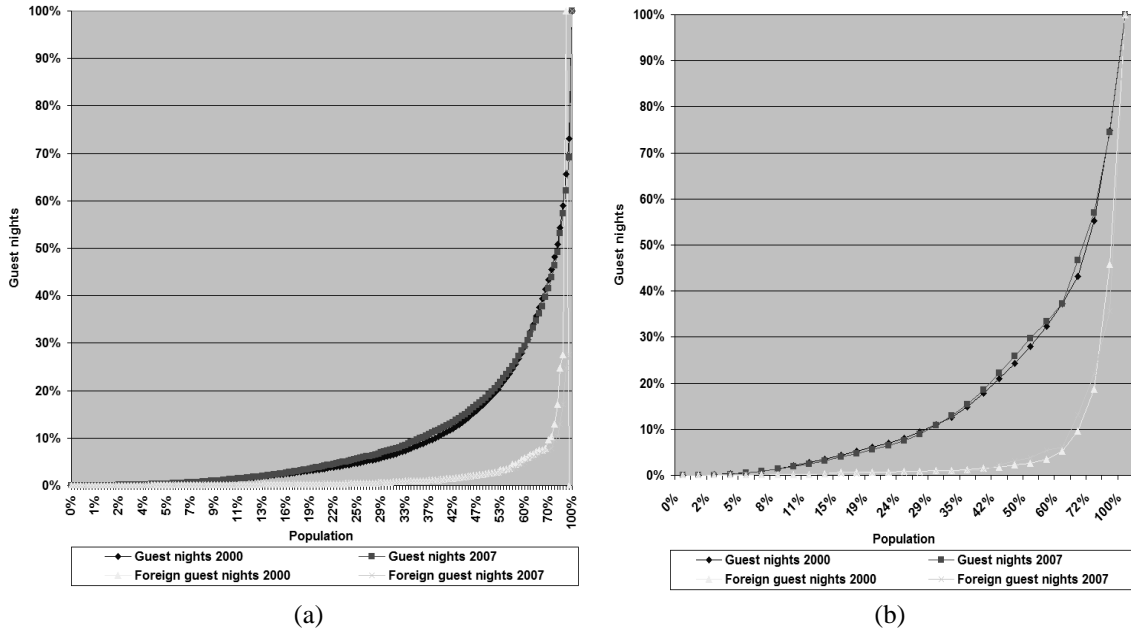 100%
90%
80%
70%
60%
50%
40%
30%
20%
10%
0%
Guest nights
0% 1% 2% 3% 5% 7% 9% 11% 13% 16% 19% 22% 25% 29% 33% 37% 42% 47% 53% 60% 70% 100%
Population
Guest nights 2000 Guest nights 2007
Foreign guest nights 2000 Foreign guest nights 2007
(a)
100%
90%
80%
70%
60%
50%
40%
30%
20%
10%
0%
Guest nights
0% 2% 5% 8% 11% 15% 19% 24% 29% 35% 42% 50% 60% 72% 100%
Population
Guest nights 2000 Guest nights 2007
Foreign guest nights 2000 Foreign guest nights 2007
(b)